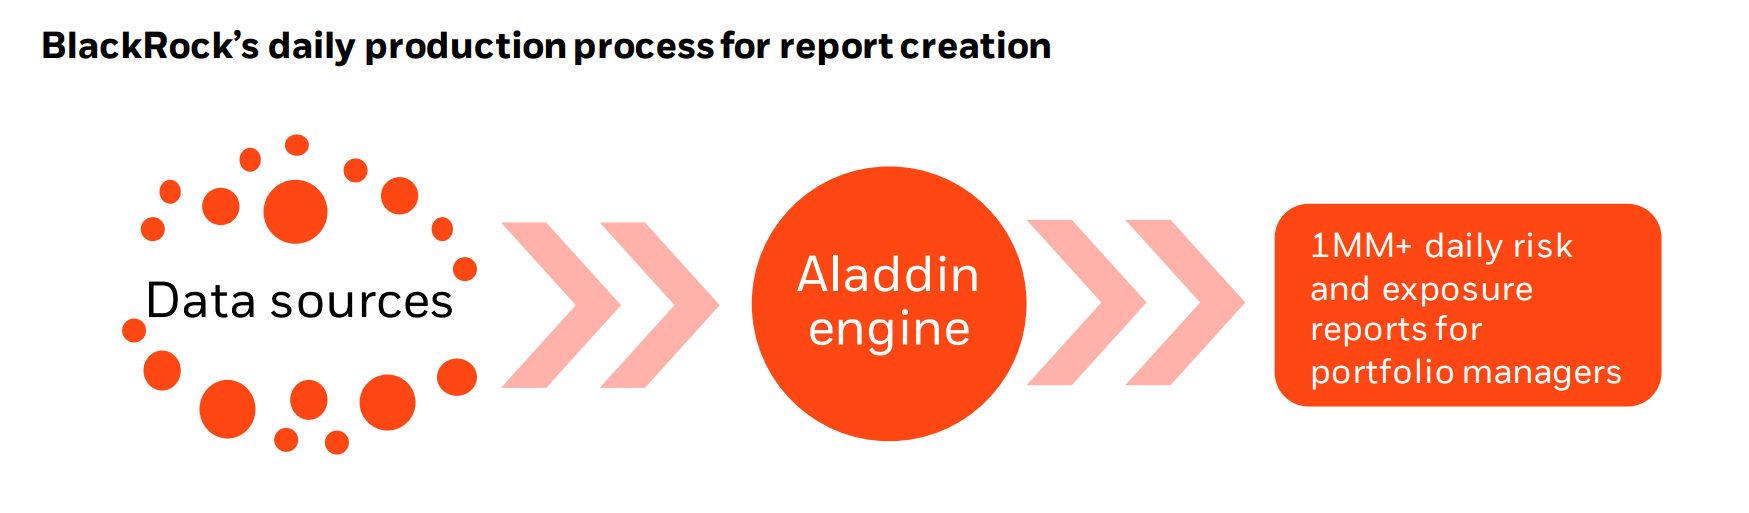 BlackRock’s daily production process for report creation
Data sources
Aladdin
engine
1MM+ daily risk
and exposure
reports for
portfolio managers